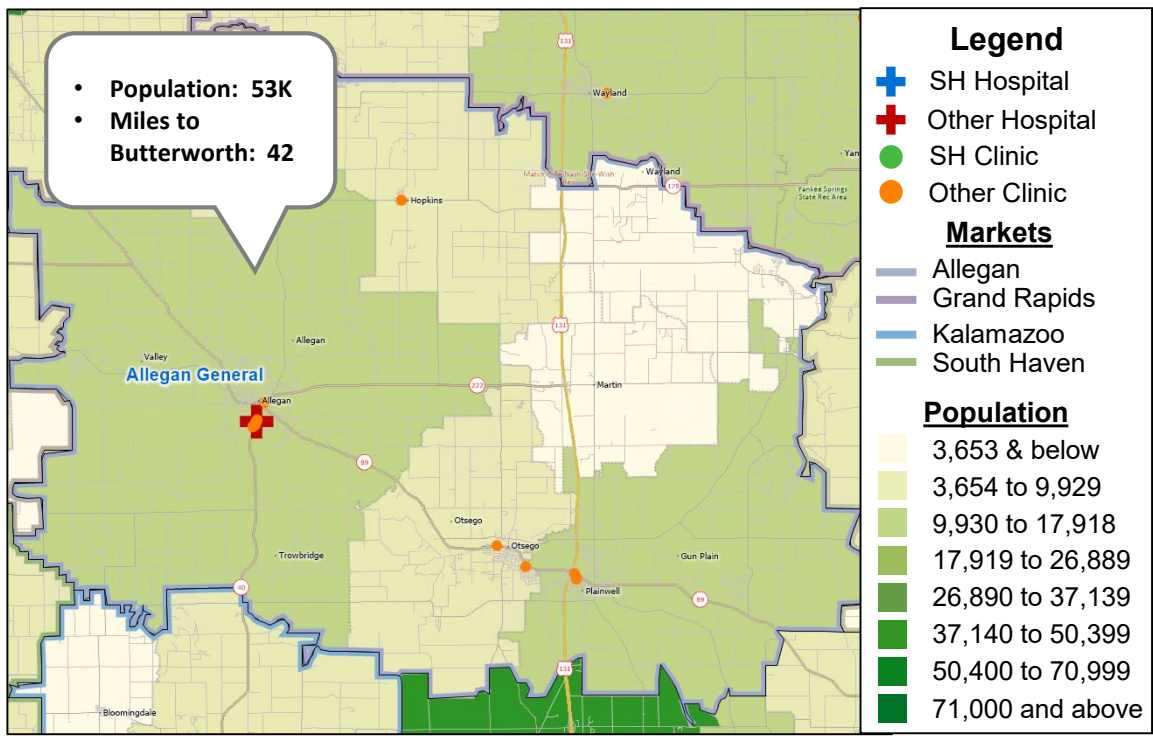 • Population: 53K
• Miles to
Butterworth: 42
131
Wayland
Wayland
179
Yankee Springs
State Rec Area
Hopkins
Allegan
Valley
Allegan General
Allegan
131
222
Martin
89
Otsego
Otsego
Trowbridge
Gun Plain
Plainwell
89
40
131
Bloomingdale
Legend
SH Hospital
Other Hospital
SH Clinic
Other Clinic
Markets
Allegan
Grand Rapids
Kalamazoo
South Haven
Population
3,653 & below
3,654 to 9,929
9,930 to 17,918
17,919 to 26,889
26,890 to 37,139
37,140 to 50,399
50,400 to 70,999
71,000 and above